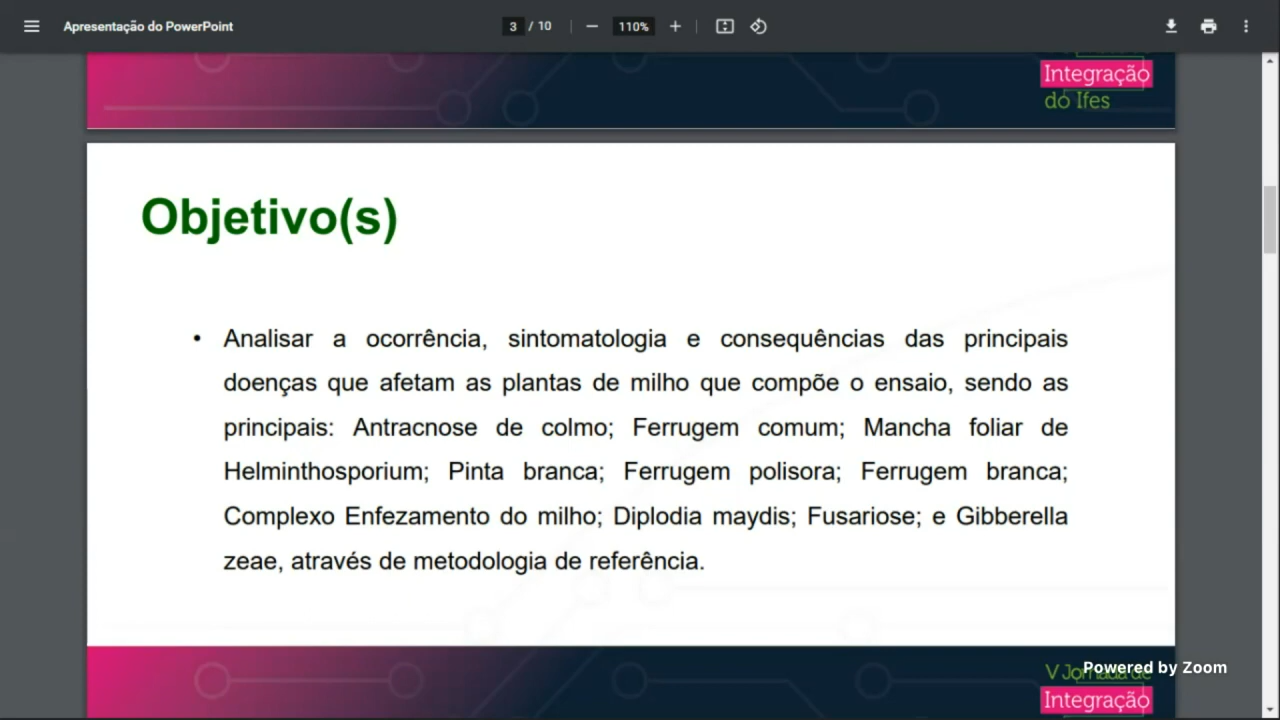 Apresentação do PowerPoint
3 / 10
110%
Integração
do Ifes
Objetivo(s)
• Analisar a ocorrência, sintomatologia e consequências das principais
doenças que afetam as plantas de milho que compõe o ensaio, sendo as
principais: Antracnose de colmo; Ferrugem comum; Mancha foliar de
Helminthosporium; Pinta branca; Ferrugem polisora; Ferrugem branca;
Complexo Enfezamento do milho; Diplodia maydis; Fusariose; e Gibberella
zeae, através de metodologia de referência.
V Jornada de
Powered by Zoom
Integração